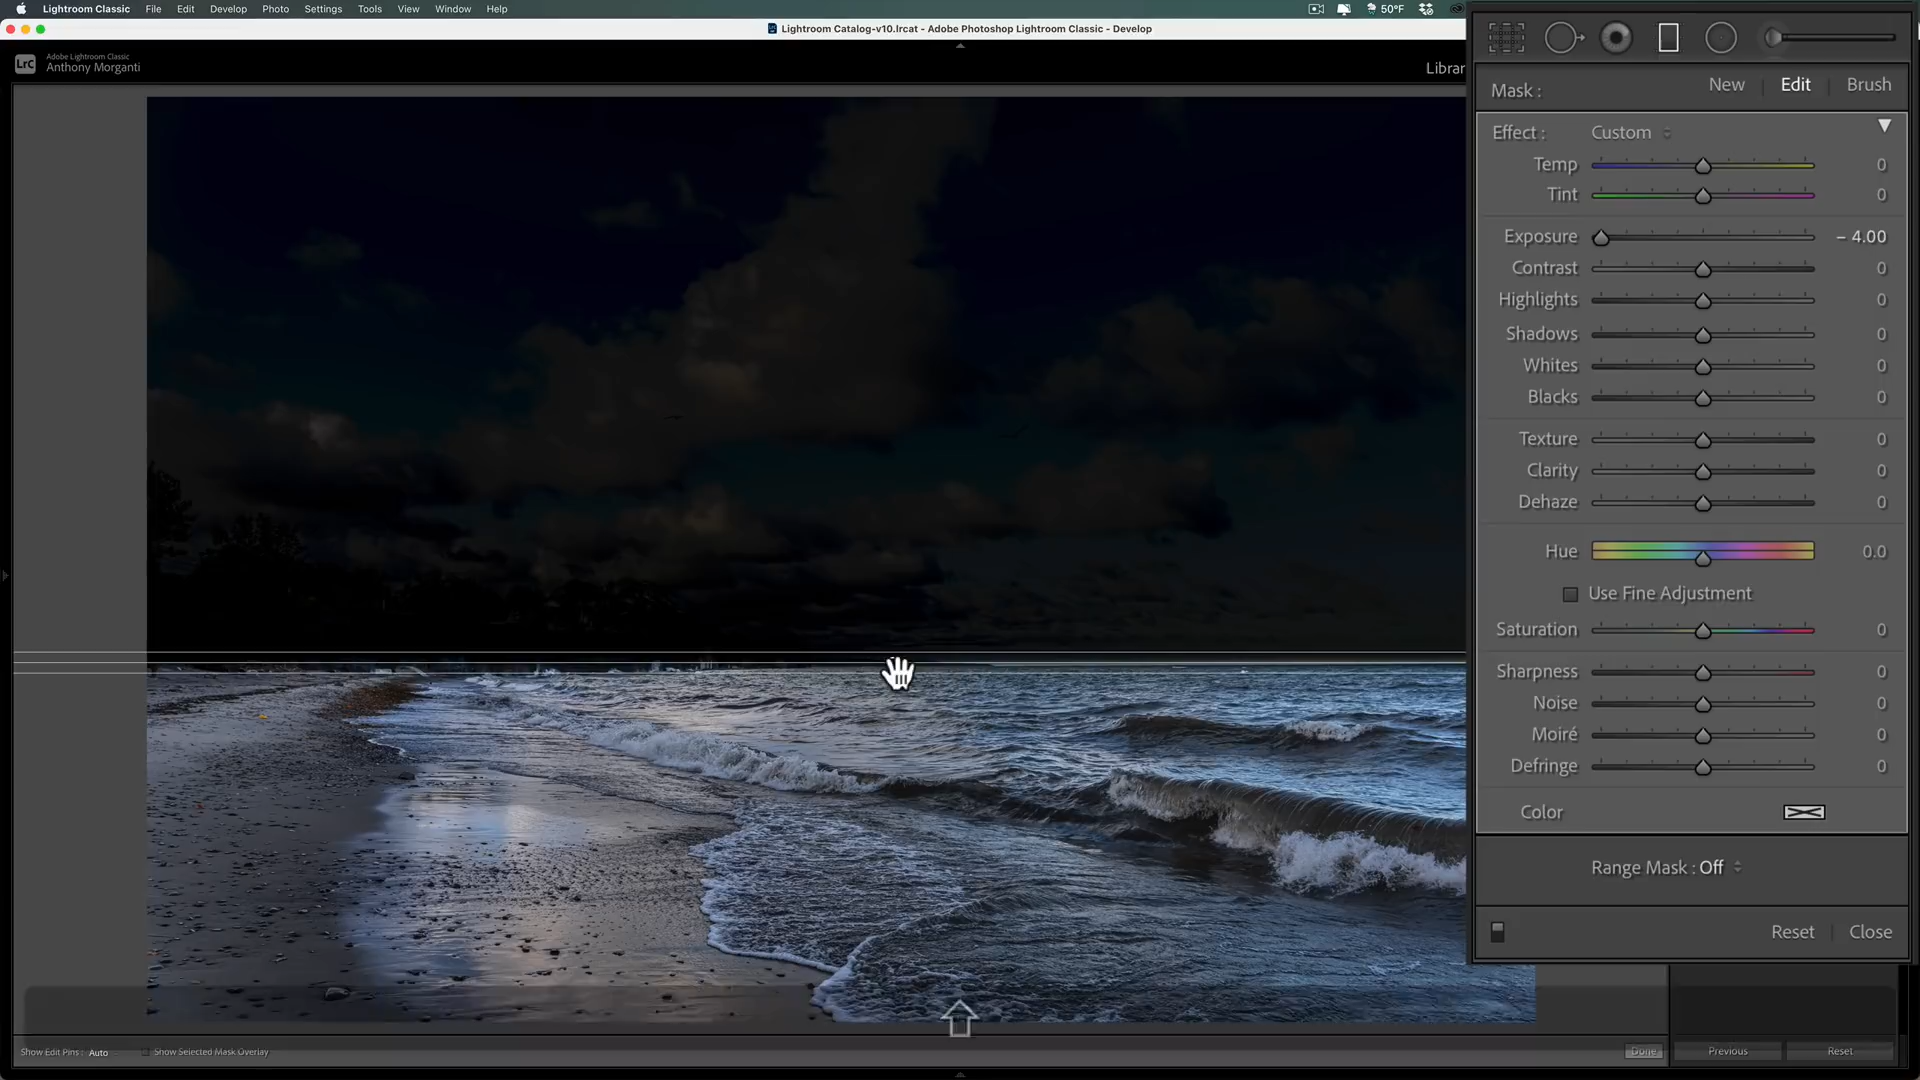 Lightroom Classic File Edit Develop Photo Settings Tools View Window Help 50°F
Lightroom Catalog-v10.lrcat - Adobe Photoshop Lightroom Classic - Develop
LrC
Adobe Lightroom Classic
Anthony Morganti
Librar
Mask : New Edit Brush
Effect : Custom
Temp 0
Tint 0
Exposure – 4.00
Contrast 0
Highlights 0
Shadows 0
Whites 0
Blacks 0
Texture 0
Clarity 0
Dehaze 0
Hue 0.0
Use Fine Adjustment
Saturation 0
Sharpness 0
Noise 0
Moiré 0
Defringe 0
Color
Range Mask : Off
Reset Close
Show Edit Pins : Auto Show Selected Mask Overlay Done Previous Reset